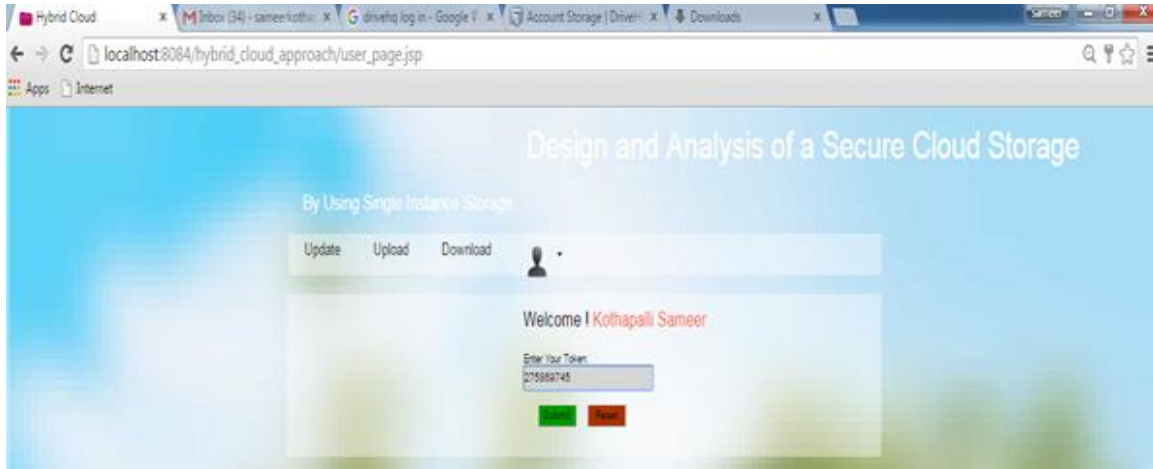 Hybrid Cloud
Inbox (34) - sameerkotha
drivehq log in - Google
Account Storage | DriveH
Downloads
Sameer
localhost:8084/hybrid_cloud_approach/user_page.jsp
Apps Internet
Design and Analysis of a Secure Cloud Storage
By Using Single Instance Storage
Update Upload Download
Welcome ! Kothapalli Sameer
Enter Your Token:
275869745
Submit Reset